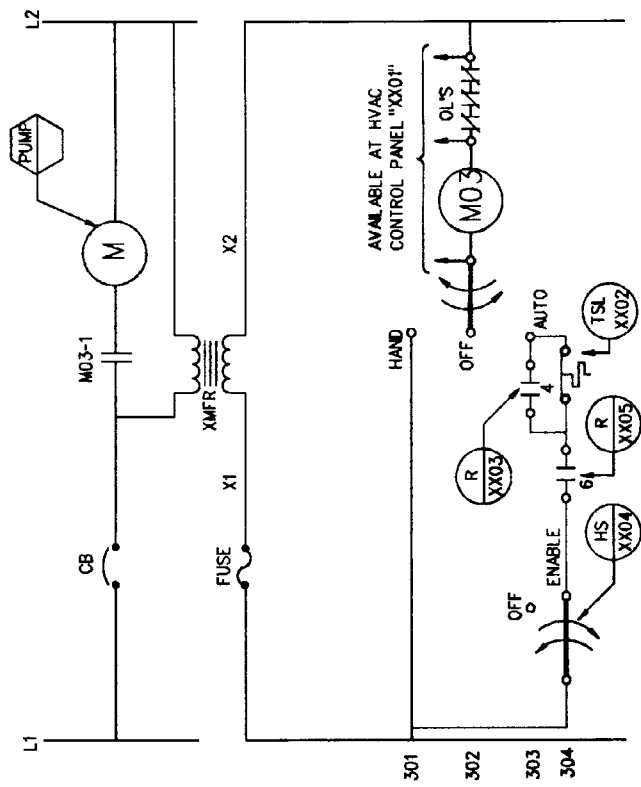 L1
L2
PUMP
CB
M03-1
M
XMFR
FUSE
X1
X2
AVAILABLE AT HVAC
CONTROL PANEL "XX01"
301
HAND
302
OFF
M03
OL'S
303
R
XX03
4
AUTO
304
OFF
ENABLE
6
HS
XX04
R
XX05
TSL
XX02